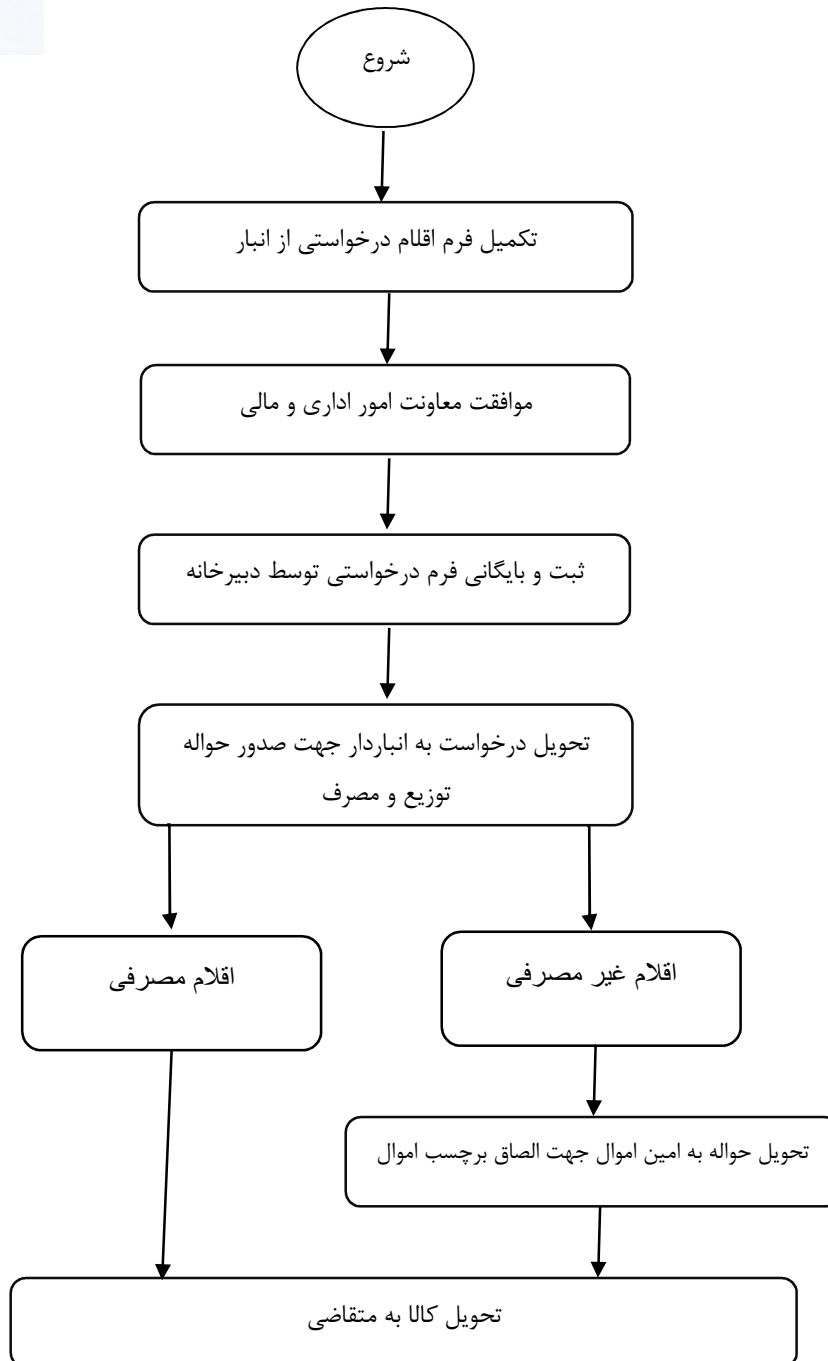 شروع
تکمیل فرم اقلام درخواستی از انبار
موافقت معاونت امور اداری و مالی
ثبت و بایگانی فرم درخواستی توسط دبیرخانه
تحویل درخواست به انباردار جهت صدور حواله
توزیع و مصرف
اقلام غیر مصرفی
اقلام مصرفی
تحویل حواله به امین اموال جهت الصاق برچسب اموال
تحویل کالا به متقاضی